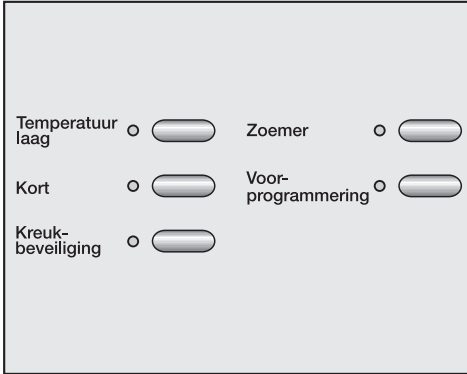 Temperatuur
laag
Kort
Kreuk-
beveiliging
Zoemer
Voor-
programmering